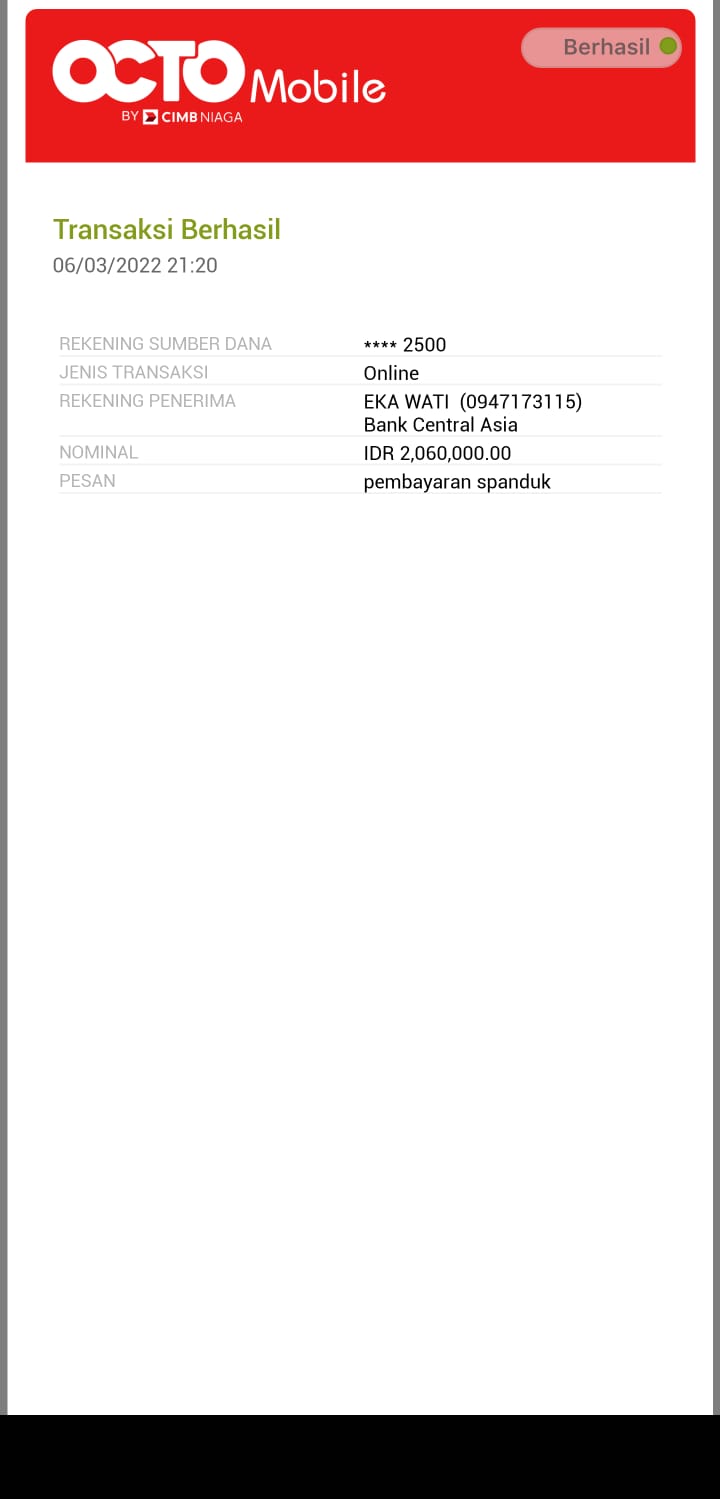 Berhasil
OCTO Mobile
BY CIMB NIAGA
Transaksi Berhasil
06/03/2022 21:20
REKENING SUMBER DANA **** 2500
JENIS TRANSAKSI Online
REKENING PENERIMA EKA WATI (0947173115)
Bank Central Asia
NOMINAL IDR 2,060,000.00
PESAN pembayaran spanduk